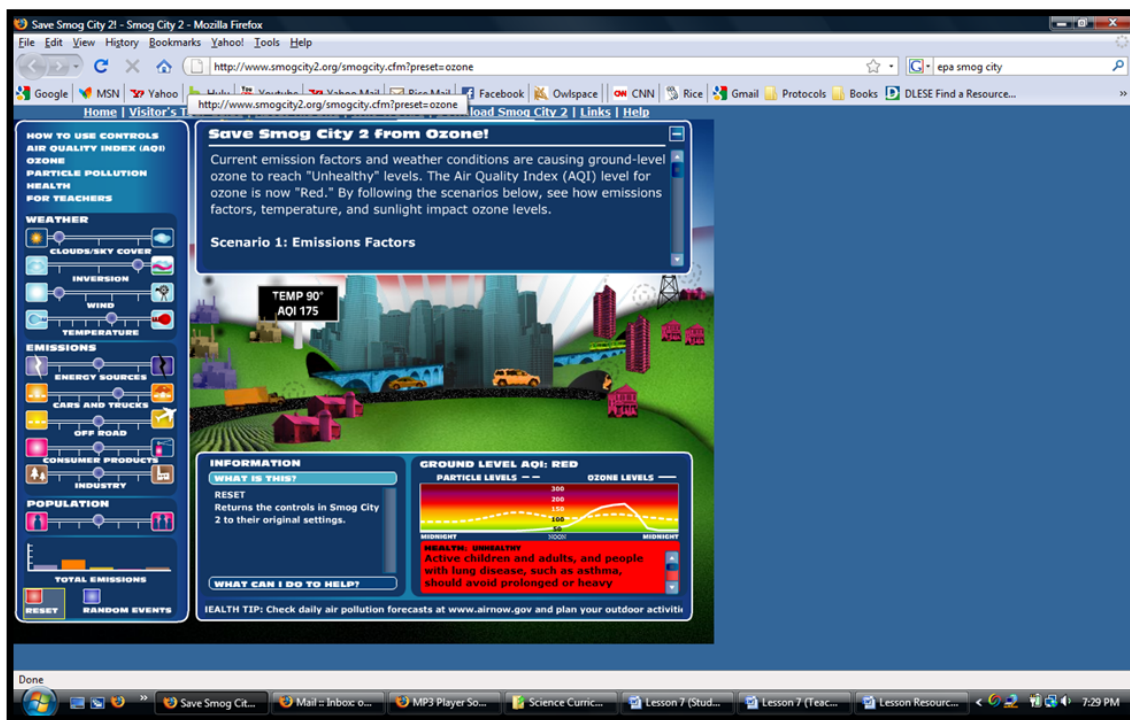 Save Smog City 2! - Smog City 2 - Mozilla Firefox
File Edit View History Bookmarks Yahoo! Tools Help
http://www.smogcity2.org/smogcity.cfm?preset=ozone
G epa smog city
Google MSN Yahoo Hulu Youtube Yahoo Mail Rice Mail Facebook Owlspace CNN Rice Gmail Protocols Books DLESE Find a Resource... »
http://www.smogcity2.org/smogcity.cfm?preset=ozone
Home | Visitor's Smog City 2 | Links | Help
HOW TO USE CONTROLS
AIR QUALITY INDEX (AQI)
OZONE
PARTICLE POLLUTION
HEALTH
FOR TEACHERS
WEATHER
CLOUDS/SKY COVER
INVERSION
WIND
TEMPERATURE
EMISSIONS
ENERGY SOURCES
CARS AND TRUCKS
OFF ROAD
CONSUMER PRODUCTS
INDUSTRY
POPULATION
TOTAL EMISSIONS
RESET RANDOM EVENTS
Save Smog City 2 from Ozone!
Current emission factors and weather conditions are causing ground-level
ozone to reach "Unhealthy" levels. The Air Quality Index (AQI) level for
ozone is now "Red." By following the scenarios below, see how emissions
factors, temperature, and sunlight impact ozone levels.
Scenario 1: Emissions Factors
TEMP 90°
AQI 175
INFORMATION
WHAT IS THIS?
RESET
Returns the controls in Smog City
2 to their original settings.
WHAT CAN I DO TO HELP?
GROUND LEVEL AQI: RED
PARTICLE LEVELS OZONE LEVELS
300
200
150
100
50
MIDNIGHT NOON MIDNIGHT
HEALTH: UNHEALTHY
Active children and adults, and people
with lung disease, such as asthma,
should avoid prolonged or heavy
HEALTH TIP: Check daily air pollution forecasts at www.airnow.gov and plan your outdoor activitie
Done
» Save Smog Cit... Mail :: Inbox: o... MP3 Player So... Science Curric... Lesson 7 (Stud... Lesson 7 (Teac... Lesson Resourc... < 7:29 PM